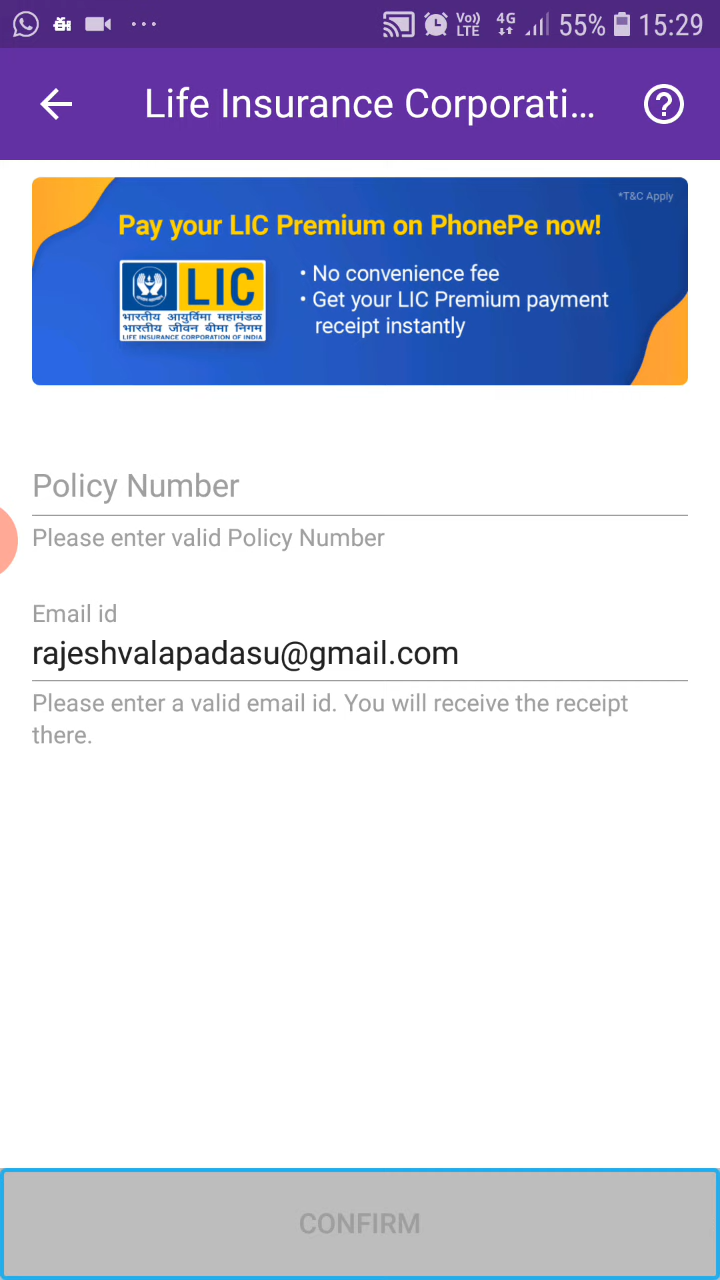 Vo)) LTE 4G 55% 15:29
Life Insurance Corporati...
*T&C Apply
Pay your LIC Premium on PhonePe now!
LIC
भारतीय आयुर्विमा महामंडळ
भारतीय जीवन बीमा निगम
LIFE INSURANCE CORPORATION OF INDIA
• No convenience fee
• Get your LIC Premium payment
receipt instantly
Policy Number
Please enter valid Policy Number
Email id
rajeshvalapadasu@gmail.com
Please enter a valid email id. You will receive the receipt
there.
CONFIRM